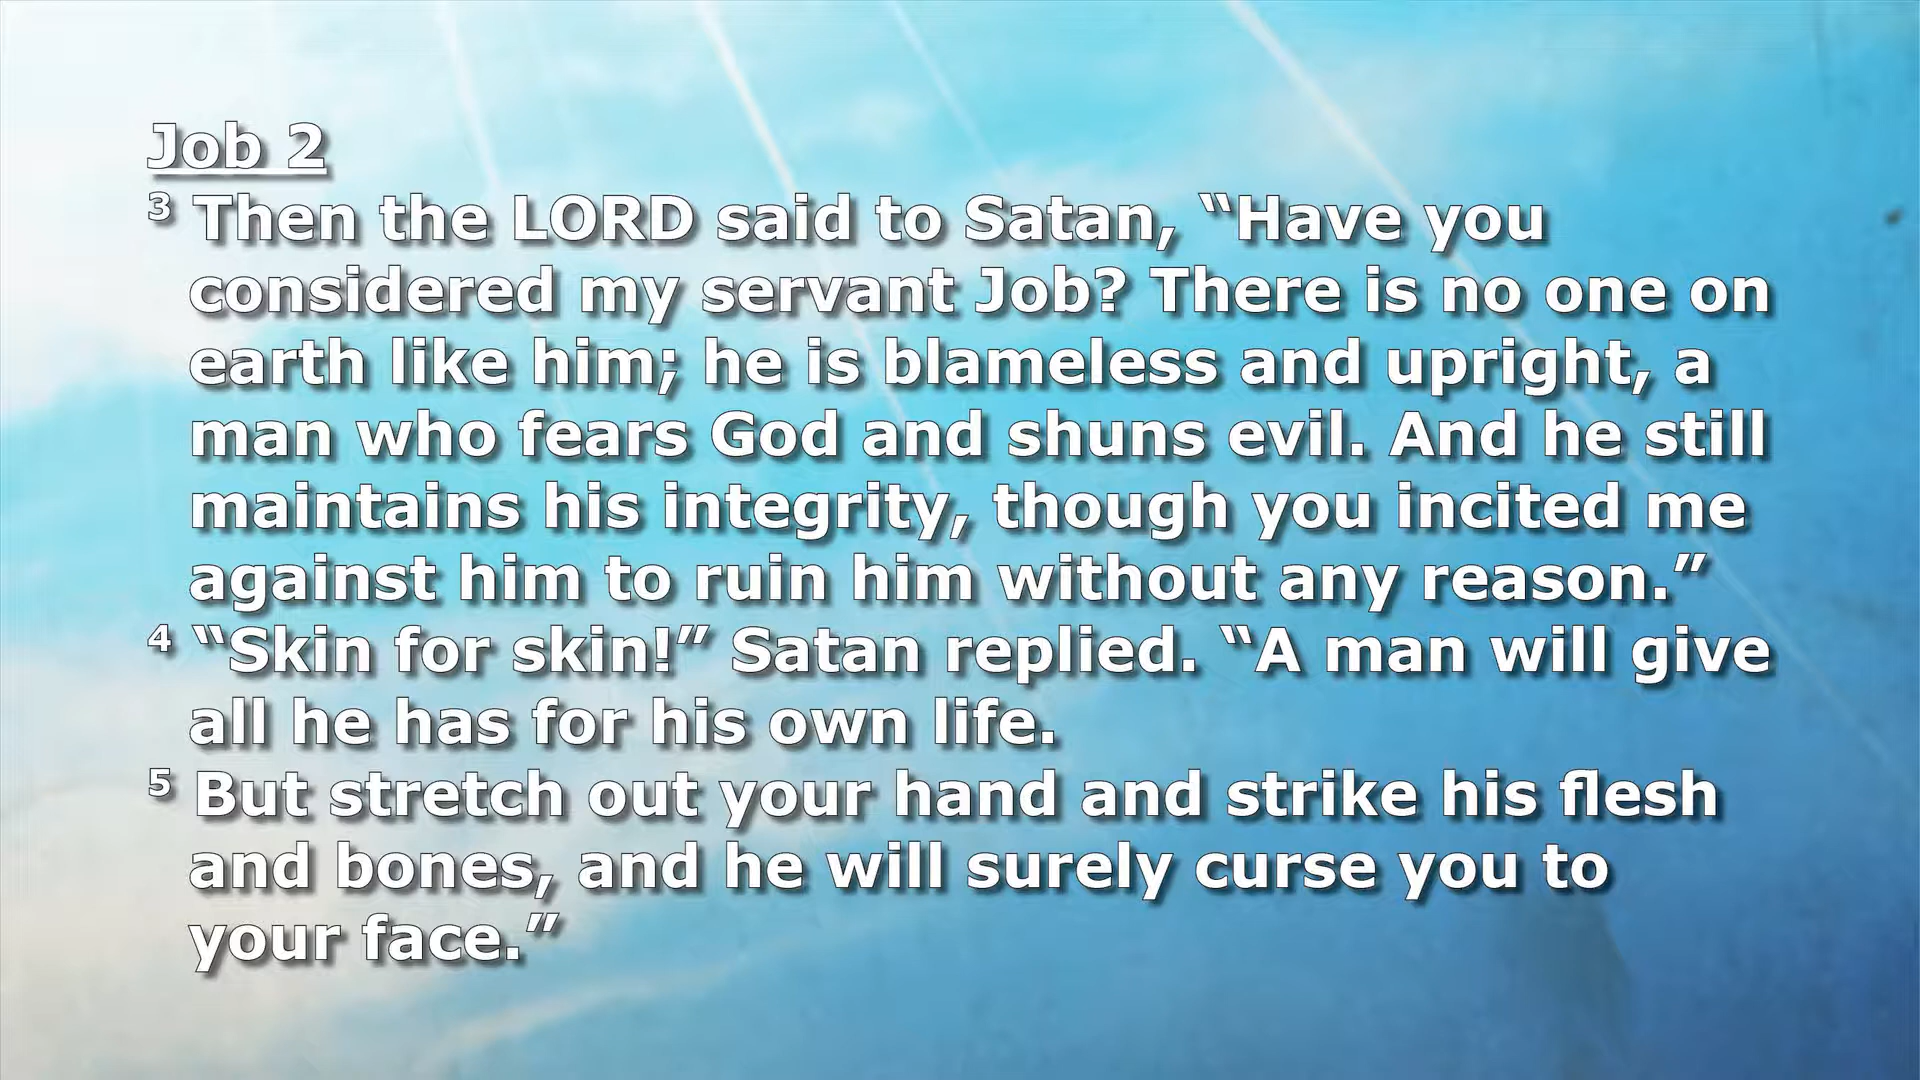 Job 2
3 Then the LORD said to Satan, “Have you
considered my servant Job? There is no one on
earth like him; he is blameless and upright, a
man who fears God and shuns evil. And he still
maintains his integrity, though you incited me
against him to ruin him without any reason.”
4 “Skin for skin!” Satan replied. “A man will give
all he has for his own life.
5 But stretch out your hand and strike his flesh
and bones, and he will surely curse you to
your face.”